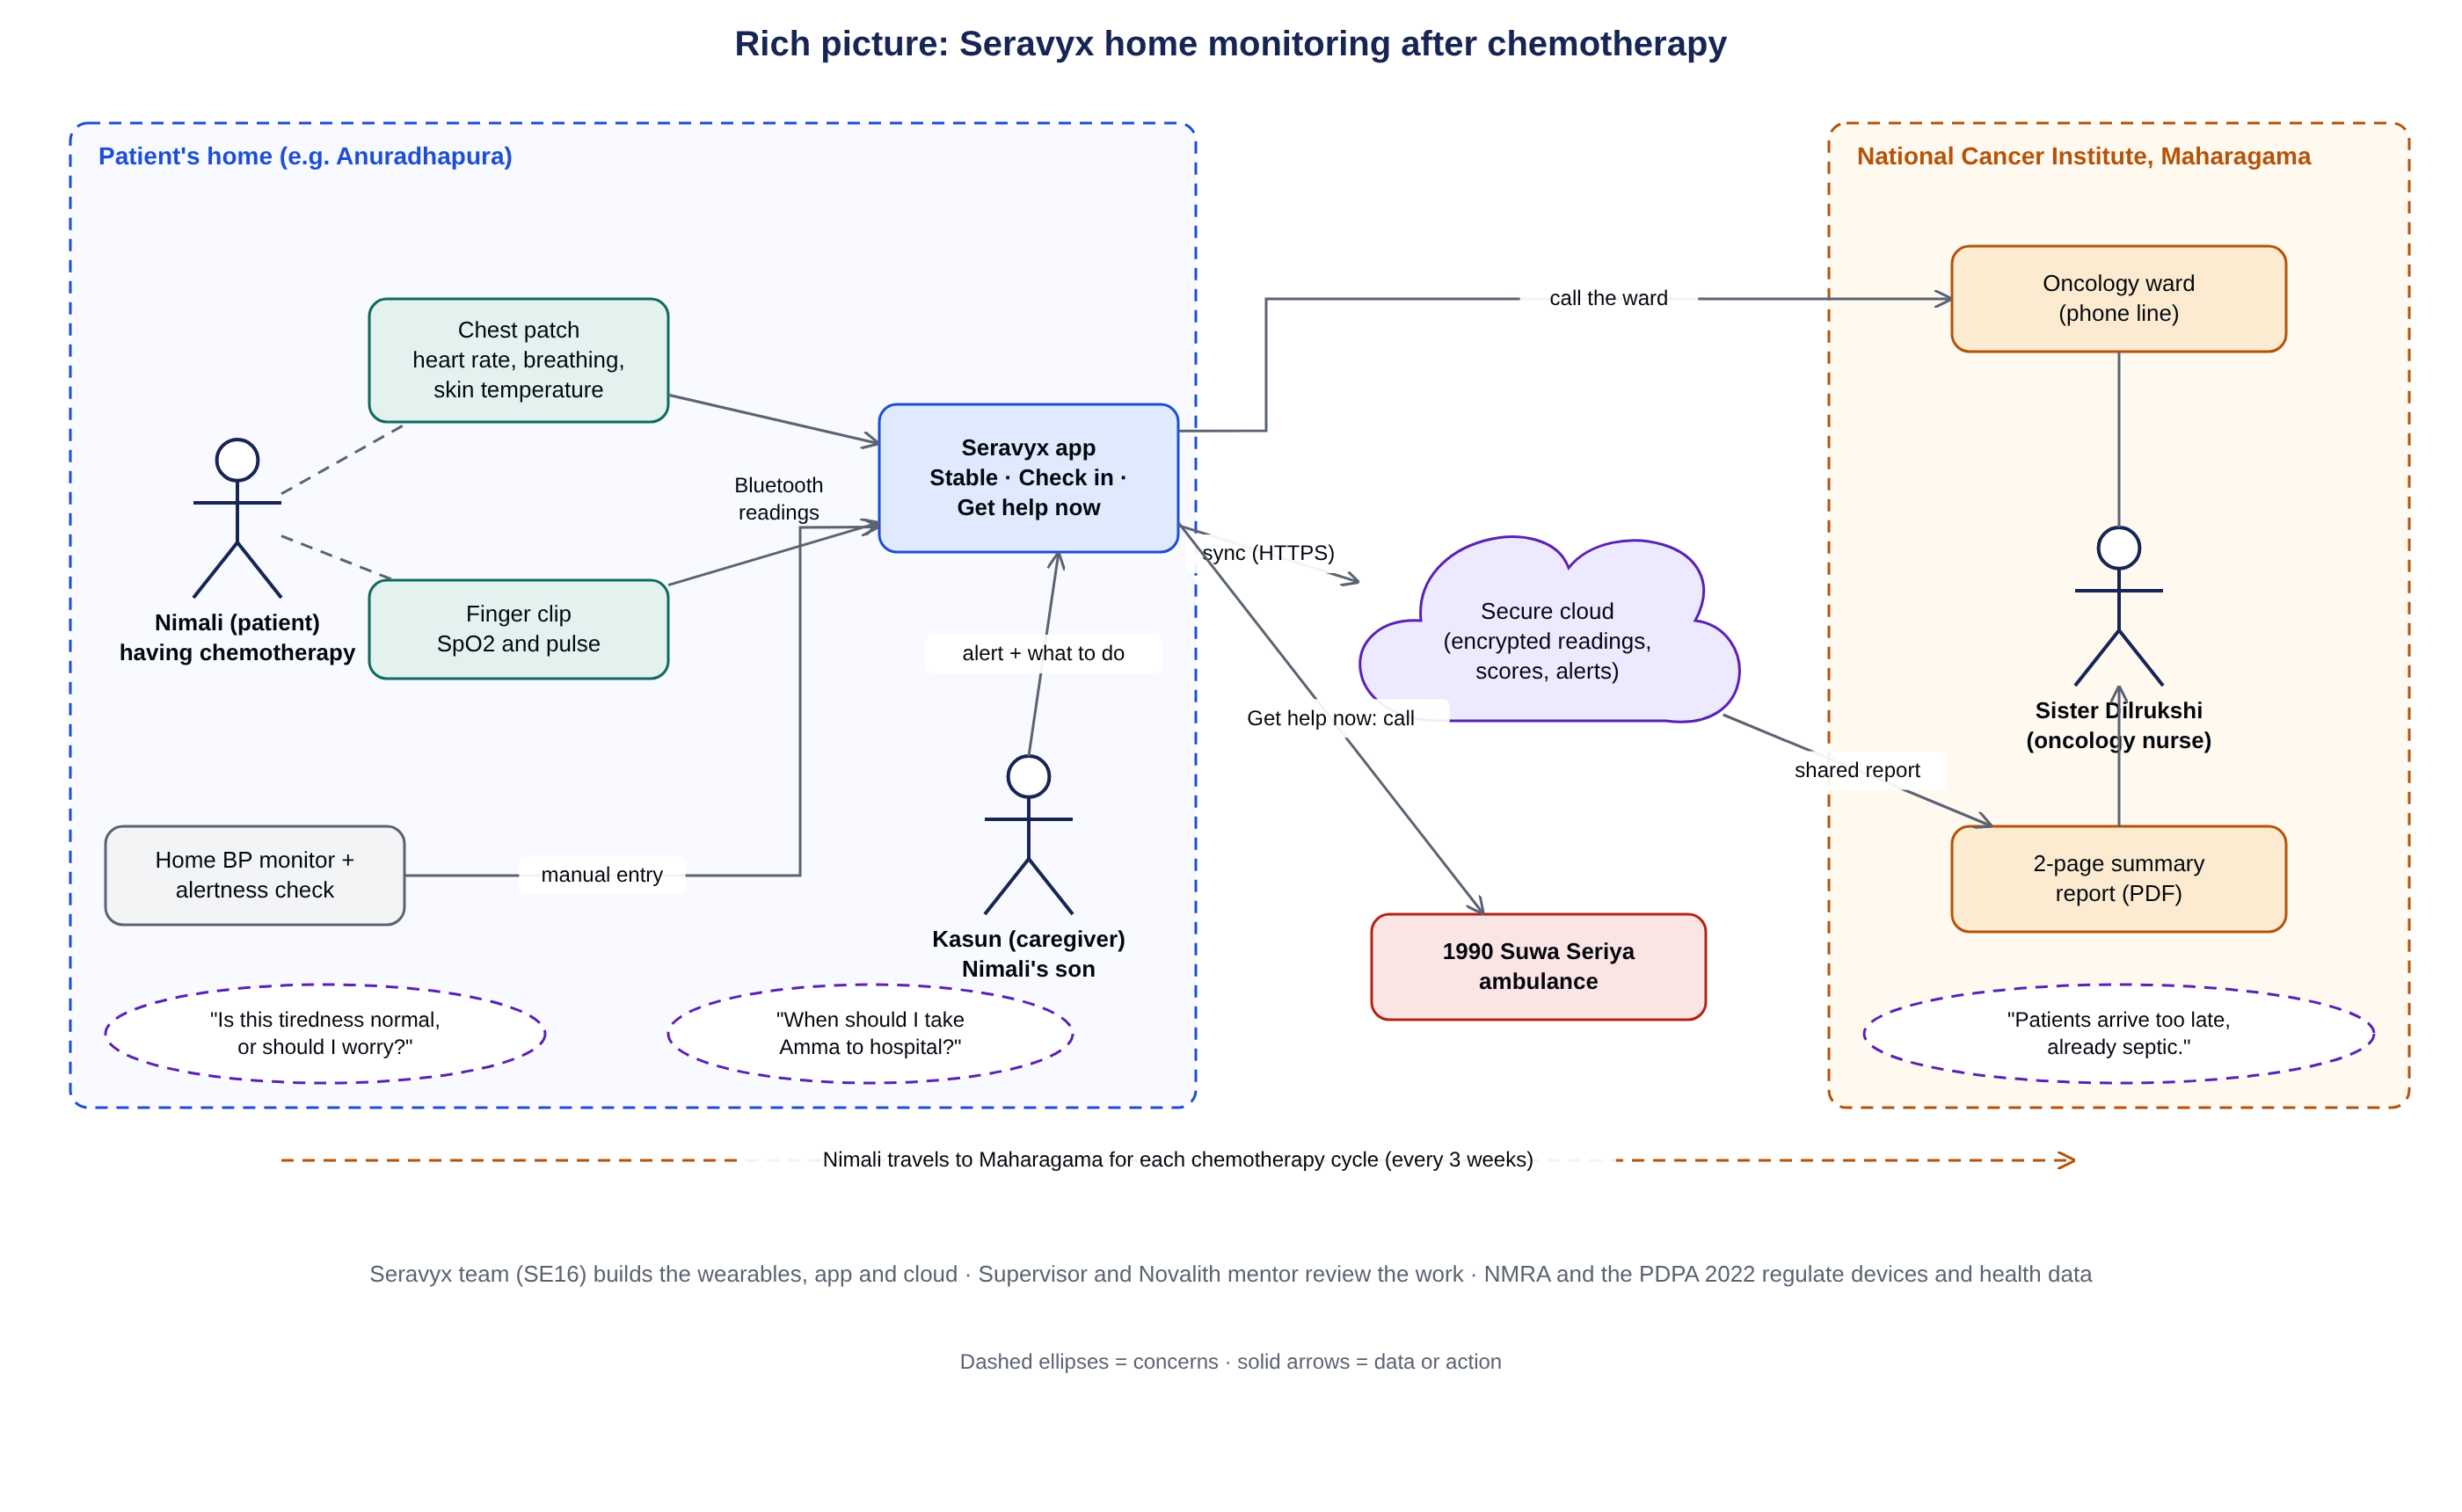 Rich picture: Seravyx home monitoring after chemotherapy
Patient's home (e.g. Anuradhapura)
National Cancer Institute, Maharagama
Chest patch
heart rate, breathing,
skin temperature
Oncology ward
(phone line)
call the ward
Seravyx app
Stable · Check in ·
Get help now
Bluetooth
readings
sync (HTTPS)
Nimali (patient)
having chemotherapy
Finger clip
SpO2 and pulse
alert + what to do
Secure cloud
(encrypted readings,
scores, alerts)
Get help now: call
Sister Dilrukshi
(oncology nurse)
shared report
Home BP monitor +
alertness check
manual entry
Kasun (caregiver)
Nimali's son
1990 Suwa Seriya
ambulance
2-page summary
report (PDF)
"Is this tiredness normal,
or should I worry?"
"When should I take
Amma to hospital?"
"Patients arrive too late,
already septic."
Nimali travels to Maharagama for each chemotherapy cycle (every 3 weeks)
Seravyx team (SE16) builds the wearables, app and cloud · Supervisor and Novalith mentor review the work · NMRA and the PDPA 2022 regulate devices and health data
Dashed ellipses = concerns · solid arrows = data or action